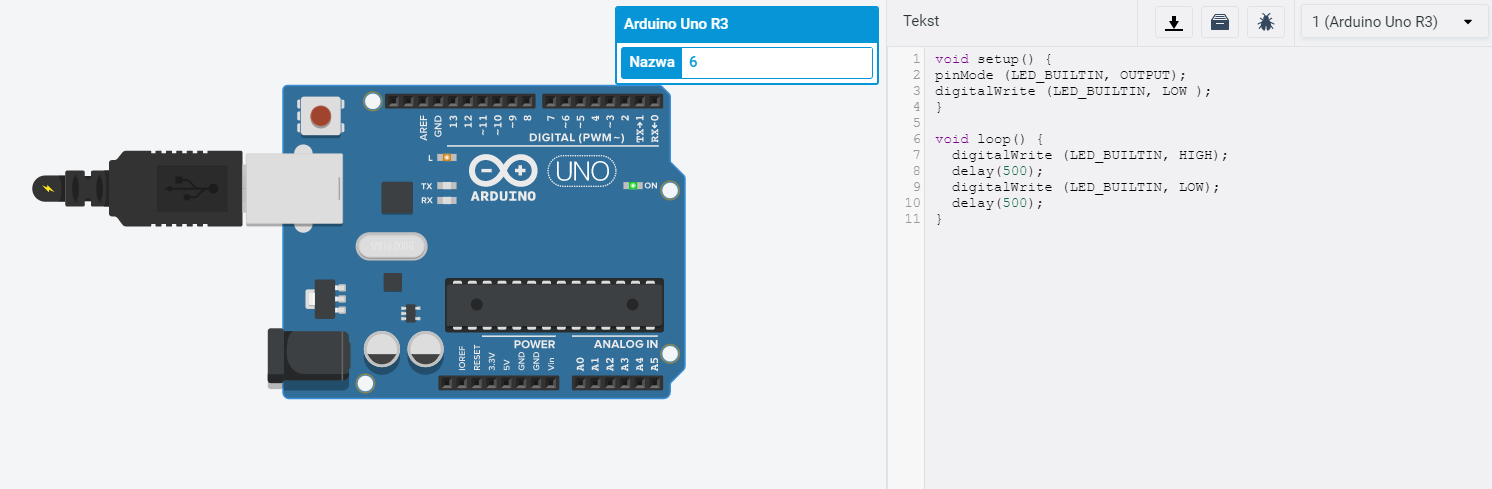 Arduino Uno R3
Nazwa 6
Tekst
1 (Arduino Uno R3)
AREF
GND
13
12
~11
~10
~9
8
7
~6
~5
4
~3
2
TX→1
RX←0
DIGITAL (PWM~)
L
TX
RX
ARDUINO
UNO
ON
POWER
ANALOG IN
IOREF
RESET
3.3V
5V
GND
GND
Vin
A0
A1
A2
A3
A4
A5
1 void setup() {
2 pinMode (LED_BUILTIN, OUTPUT);
3 digitalWrite (LED_BUILTIN, LOW );
4 }
5
6 void loop() {
7   digitalWrite (LED_BUILTIN, HIGH);
8   delay(500);
9   digitalWrite (LED_BUILTIN, LOW);
10   delay(500);
11 }